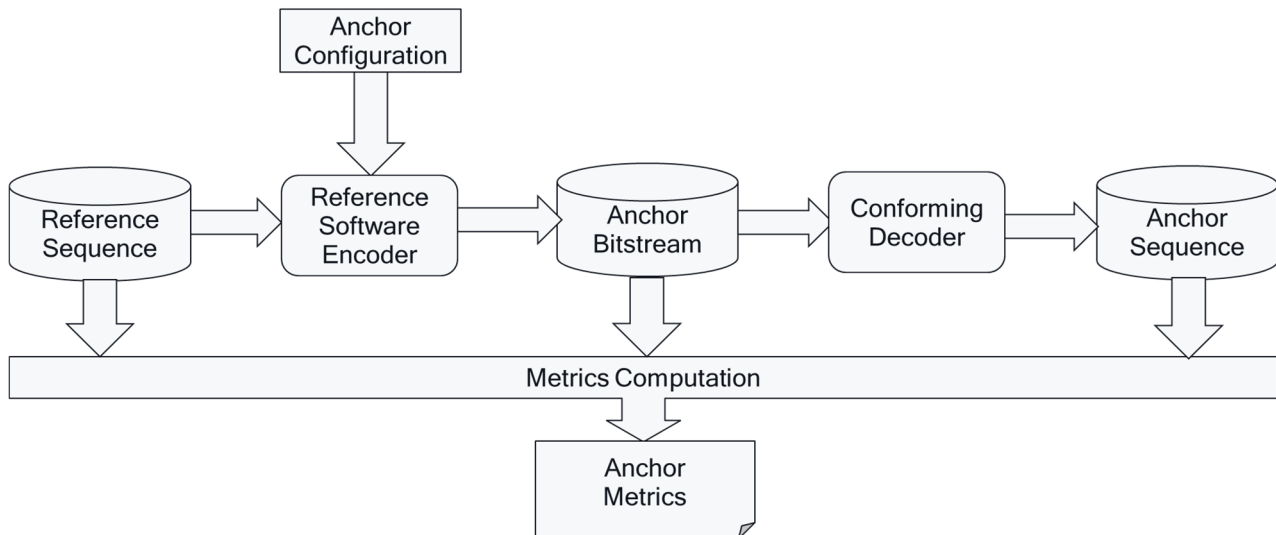 Anchor
Configuration
Reference
Sequence
Reference
Software
Encoder
Anchor
Bitstream
Conforming
Decoder
Anchor
Sequence
Metrics Computation
Anchor
Metrics